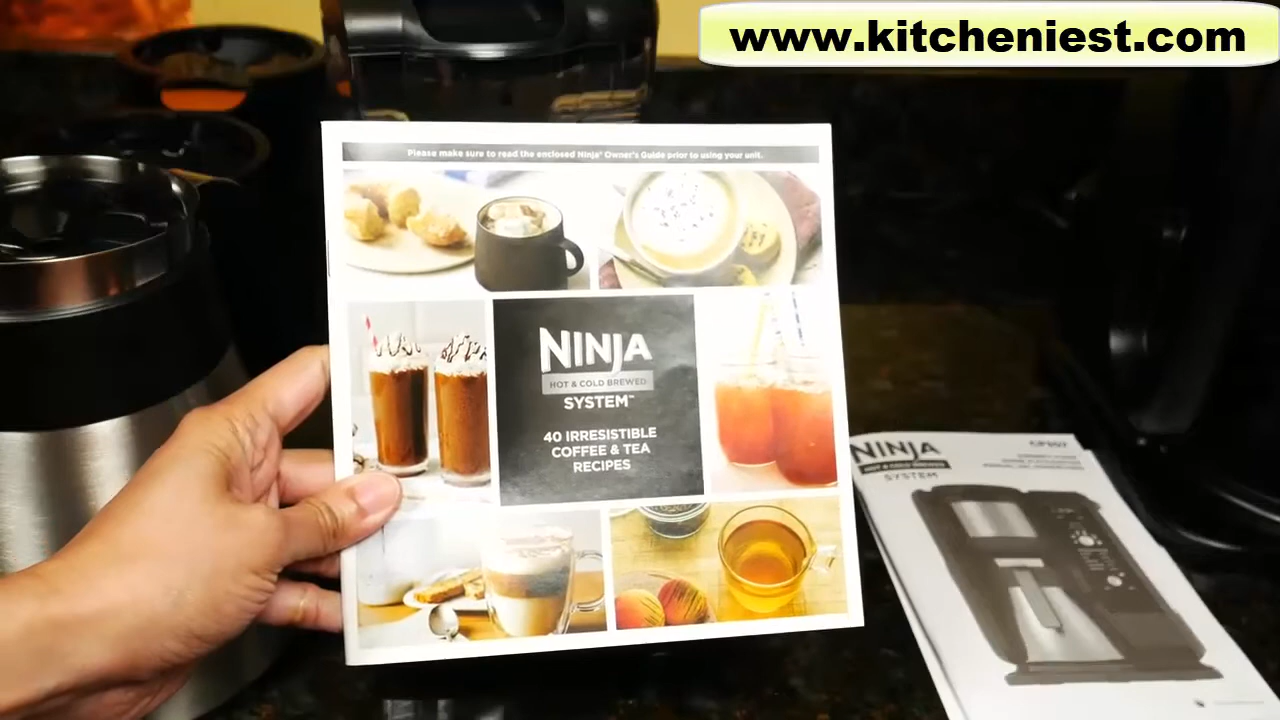 www.kitcheniest.com
Please make sure to read the enclosed Ninja® Owner's Guide prior to using your unit.
NINJA
HOT & COLD BREWED
SYSTEM™
40 IRRESISTIBLE
COFFEE & TEA
RECIPES
NINJA
HOT & COLD BREWED
SYSTEM